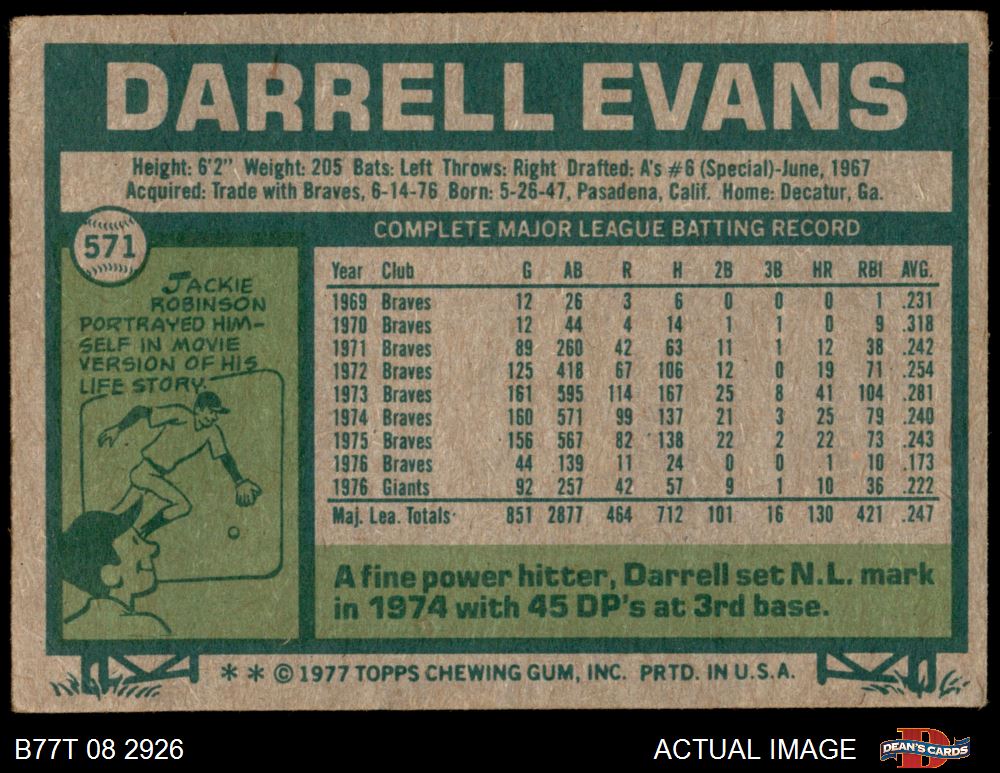 DARRELL EVANS
Height: 6'2" Weight: 205 Bats: Left Throws: Right Drafted: A's #6 (Special)-June, 1967
Acquired: Trade with Braves, 6-14-76 Born: 5-26-47, Pasadena, Calif. Home: Decatur, Ga.
571
JACKIE
ROBINSON
PORTRAYED HIM-
SELF IN MOVIE
VERSION OF HIS
LIFE STORY.
COMPLETE MAJOR LEAGUE BATTING RECORD
Year Club G AB R H 2B 3B HR RBI AVG.
1969 Braves 12 26 3 6 0 0 0 1 .231
1970 Braves 12 44 4 14 1 1 0 9 .318
1971 Braves 89 260 42 63 11 1 12 38 .242
1972 Braves 125 418 67 106 12 0 19 71 .254
1973 Braves 161 595 114 167 25 8 41 104 .281
1974 Braves 160 571 99 137 21 3 25 79 .240
1975 Braves 156 567 82 138 22 2 22 73 .243
1976 Braves 44 139 11 24 0 0 1 10 .173
1976 Giants 92 257 42 57 9 1 10 36 .222
Maj. Lea. Totals 851 2877 464 712 101 16 130 421 .247
A fine power hitter, Darrell set N.L. mark
in 1974 with 45 DP's at 3rd base.
* * © 1977 TOPPS CHEWING GUM, INC. PRTD. IN U.S.A.
B77T 08 2926
ACTUAL IMAGE
DEAN'S CARDS